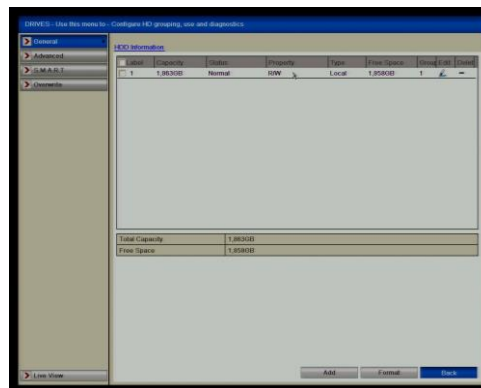 DRIVES - Use this menu to - Configure HD grouping, use and diagnostics
General
Advanced
S.M.A.R.T.
Overwrite
HDD Information
Label Capacity Status Property Type Free Space Group Edit Delet
1 1,863GB Normal R/W Local 1,858GB 1 –
Total Capacity 1,863GB
Free Space 1,858GB
Live View
Add Format Back